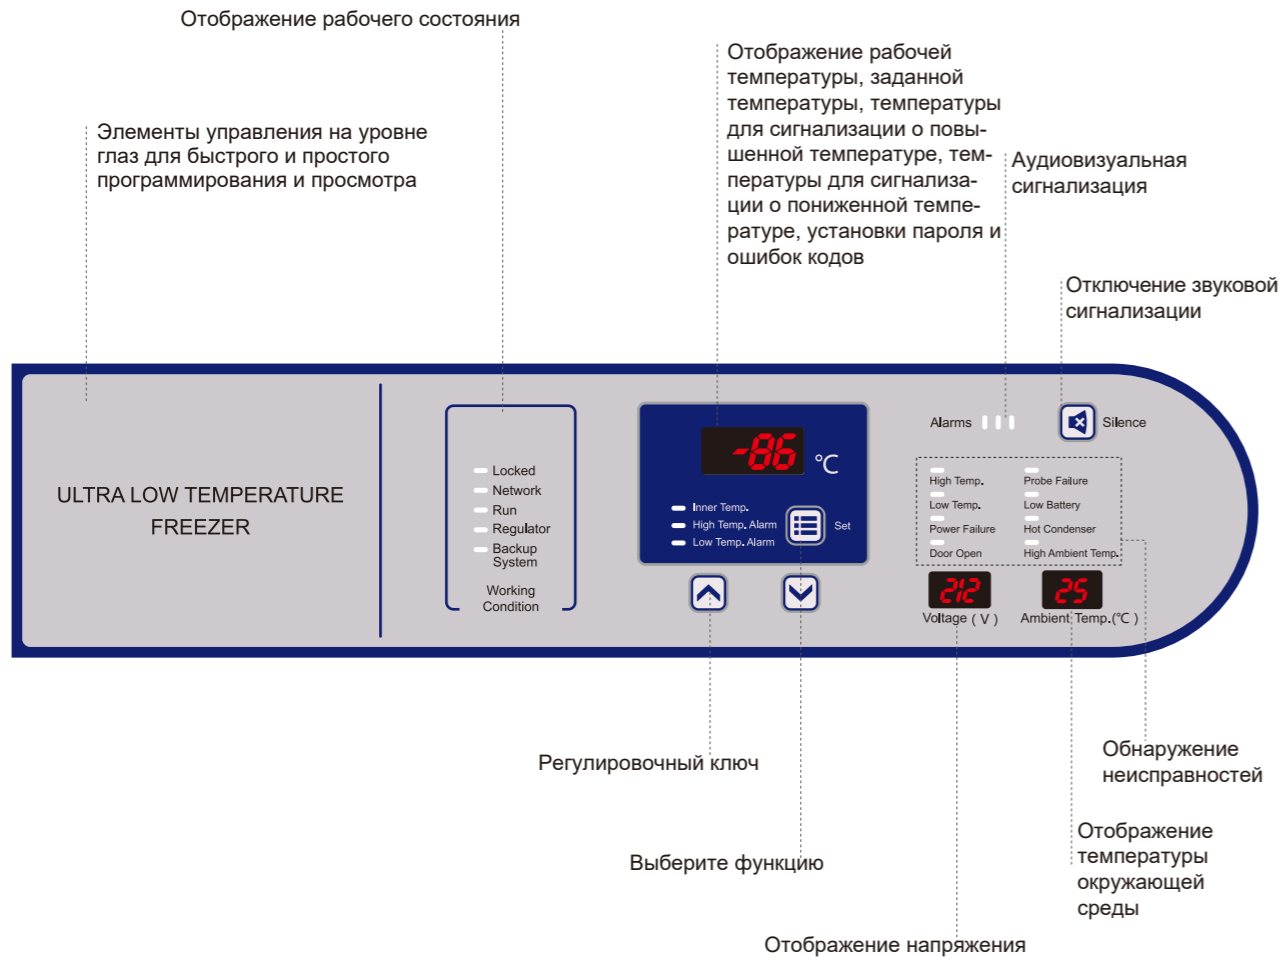 Отображение рабочего состояния
Отображение рабочей
температуры, заданной
температуры, температуры
для сигнализации о повы-
шенной температуре, тем-
пературы для сигнализа-
ции о пониженной темпе-
ратуре, установки пароля и
ошибок кодов
Элементы управления на уровне
глаз для быстрого и простого
программирования и просмотра
Аудиовизуальная
сигнализация
Отключение звуковой
сигнализации
ULTRA LOW TEMPERATURE
FREEZER
Locked
Network
Run
Regulator
Backup
System
Working
Condition
-86 °C
Inner Temp.
High Temp. Alarm
Low Temp. Alarm
Set
Alarms
Silence
High Temp.
Low Temp.
Power Failure
Door Open
Probe Failure
Low Battery
Hot Condenser
High Ambient Temp.
212
Voltage ( V )
25
Ambient Temp.(℃ )
Регулировочный ключ
Выберите функцию
Обнаружение
неисправностей
Отображение
температуры
окружающей
среды
Отображение напряжения